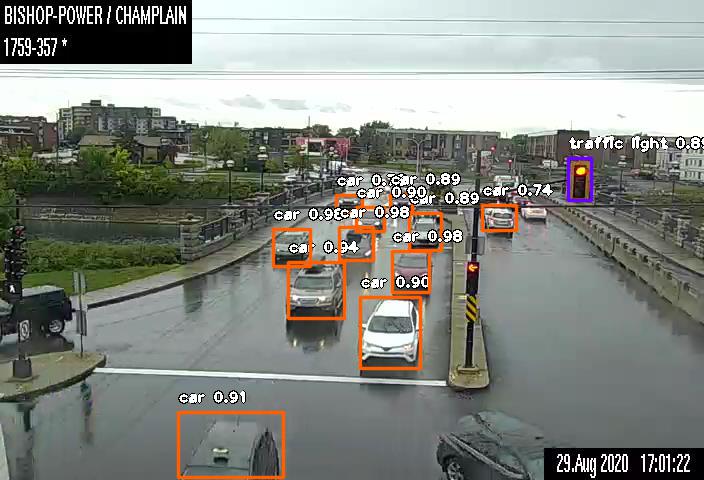 BISHOP-POWER / CHAMPLAIN
1759-357 *
traffic light 0.89
car 0.89
car 0.90
car 0.89
car 0.74
car 0.98
car 0.98
car 0.94
car 0.98
car 0.90
car 0.91
29.Aug 2020 17:01:22